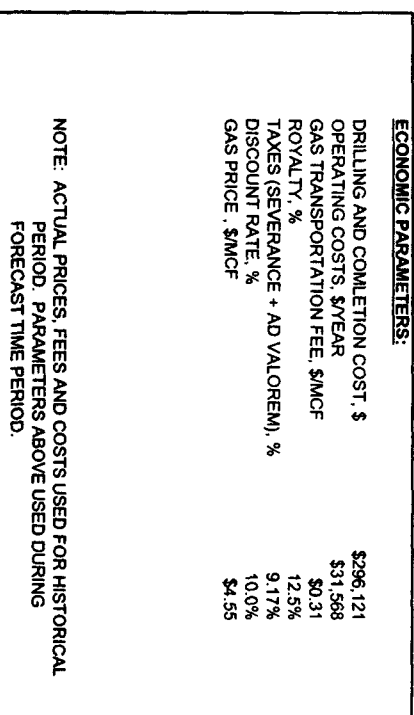 ECONOMIC PARAMETERS:
DRILLING AND COMLETION COST, $ $296,121
OPERATING COSTS, $/YEAR $31,568
GAS TRANSPORTATION FEE, $/MCF $0.31
ROYALTY, % 12.5%
TAXES (SEVERANCE + AD VALOREM), % 9.17%
DISCOUNT RATE, % 10.0%
GAS PRICE , $/MCF $4.55
NOTE: ACTUAL PRICES, FEES AND COSTS USED FOR HISTORICAL
PERIOD. PARAMETERS ABOVE USED DURING
FORECAST TIME PERIOD.